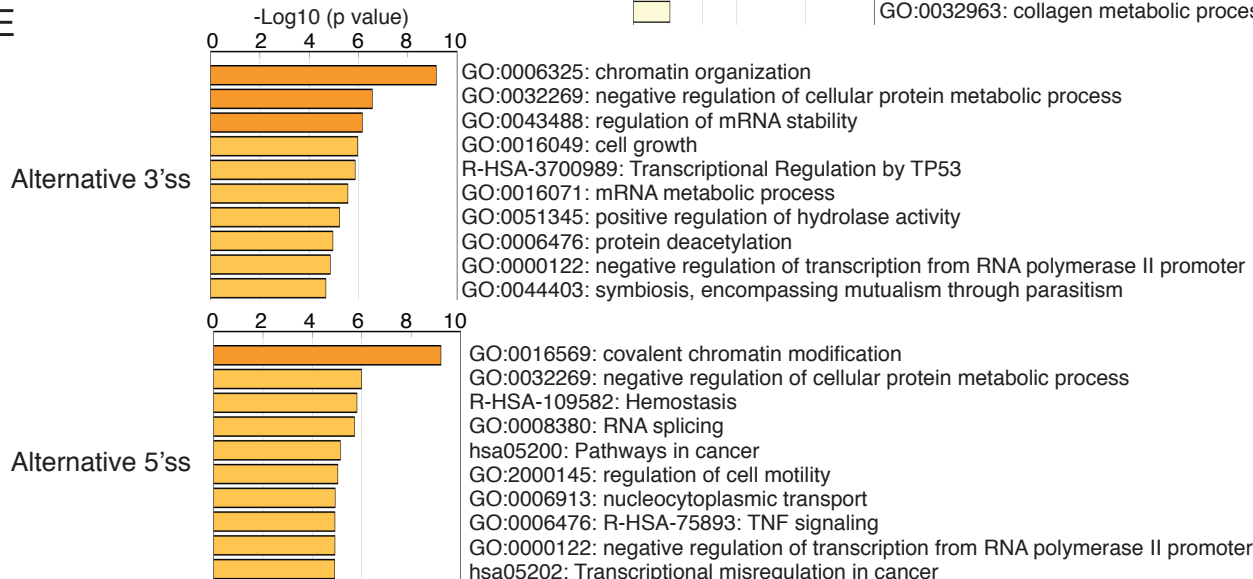 E
GO:0032963: collagen metabolic proces
-Log10 (p value)
0 2 4 6 8 10
GO:0006325: chromatin organization
GO:0032269: negative regulation of cellular protein metabolic process
GO:0043488: regulation of mRNA stability
GO:0016049: cell growth
Alternative 3'ss
R-HSA-3700989: Transcriptional Regulation by TP53
GO:0016071: mRNA metabolic process
GO:0051345: positive regulation of hydrolase activity
GO:0006476: protein deacetylation
GO:0000122: negative regulation of transcription from RNA polymerase II promoter
GO:0044403: symbiosis, encompassing mutualism through parasitism
0 2 4 6 8 10
GO:0016569: covalent chromatin modification
GO:0032269: negative regulation of cellular protein metabolic process
R-HSA-109582: Hemostasis
GO:0008380: RNA splicing
hsa05200: Pathways in cancer
Alternative 5'ss
GO:2000145: regulation of cell motility
GO:0006913: nucleocytoplasmic transport
GO:0006476: R-HSA-75893: TNF signaling
GO:0000122: negative regulation of transcription from RNA polymerase II promoter
hsa05202: Transcriptional misregulation in cancer